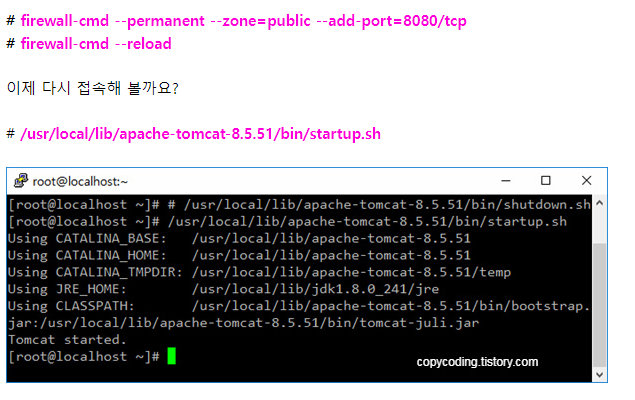 # firewall-cmd --permanent --zone=public --add-port=8080/tcp
# firewall-cmd --reload
이제 다시 접속해 볼까요?
# /usr/local/lib/apache-tomcat-8.5.51/bin/startup.sh
root@localhost:~
[root@localhost ~]# # /usr/local/lib/apache-tomcat-8.5.51/bin/shutdown.sh
[root@localhost ~]# /usr/local/lib/apache-tomcat-8.5.51/bin/startup.sh
Using CATALINA_BASE:   /usr/local/lib/apache-tomcat-8.5.51
Using CATALINA_HOME:   /usr/local/lib/apache-tomcat-8.5.51
Using CATALINA_TMPDIR: /usr/local/lib/apache-tomcat-8.5.51/temp
Using JRE_HOME:        /usr/local/lib/jdk1.8.0_241/jre
Using CLASSPATH:       /usr/local/lib/apache-tomcat-8.5.51/bin/bootstrap.
jar:/usr/local/lib/apache-tomcat-8.5.51/bin/tomcat-juli.jar
Tomcat started.
[root@localhost ~]#
copycoding.tistory.com